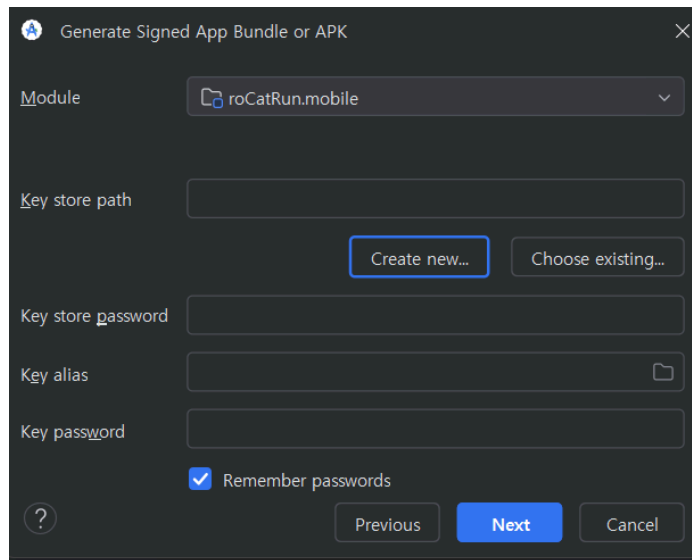 Generate Signed App Bundle or APK
Module
roCatRun.mobile
Key store path
Create new...
Choose existing...
Key store password
Key alias
Key password
Remember passwords
?
Previous
Next
Cancel